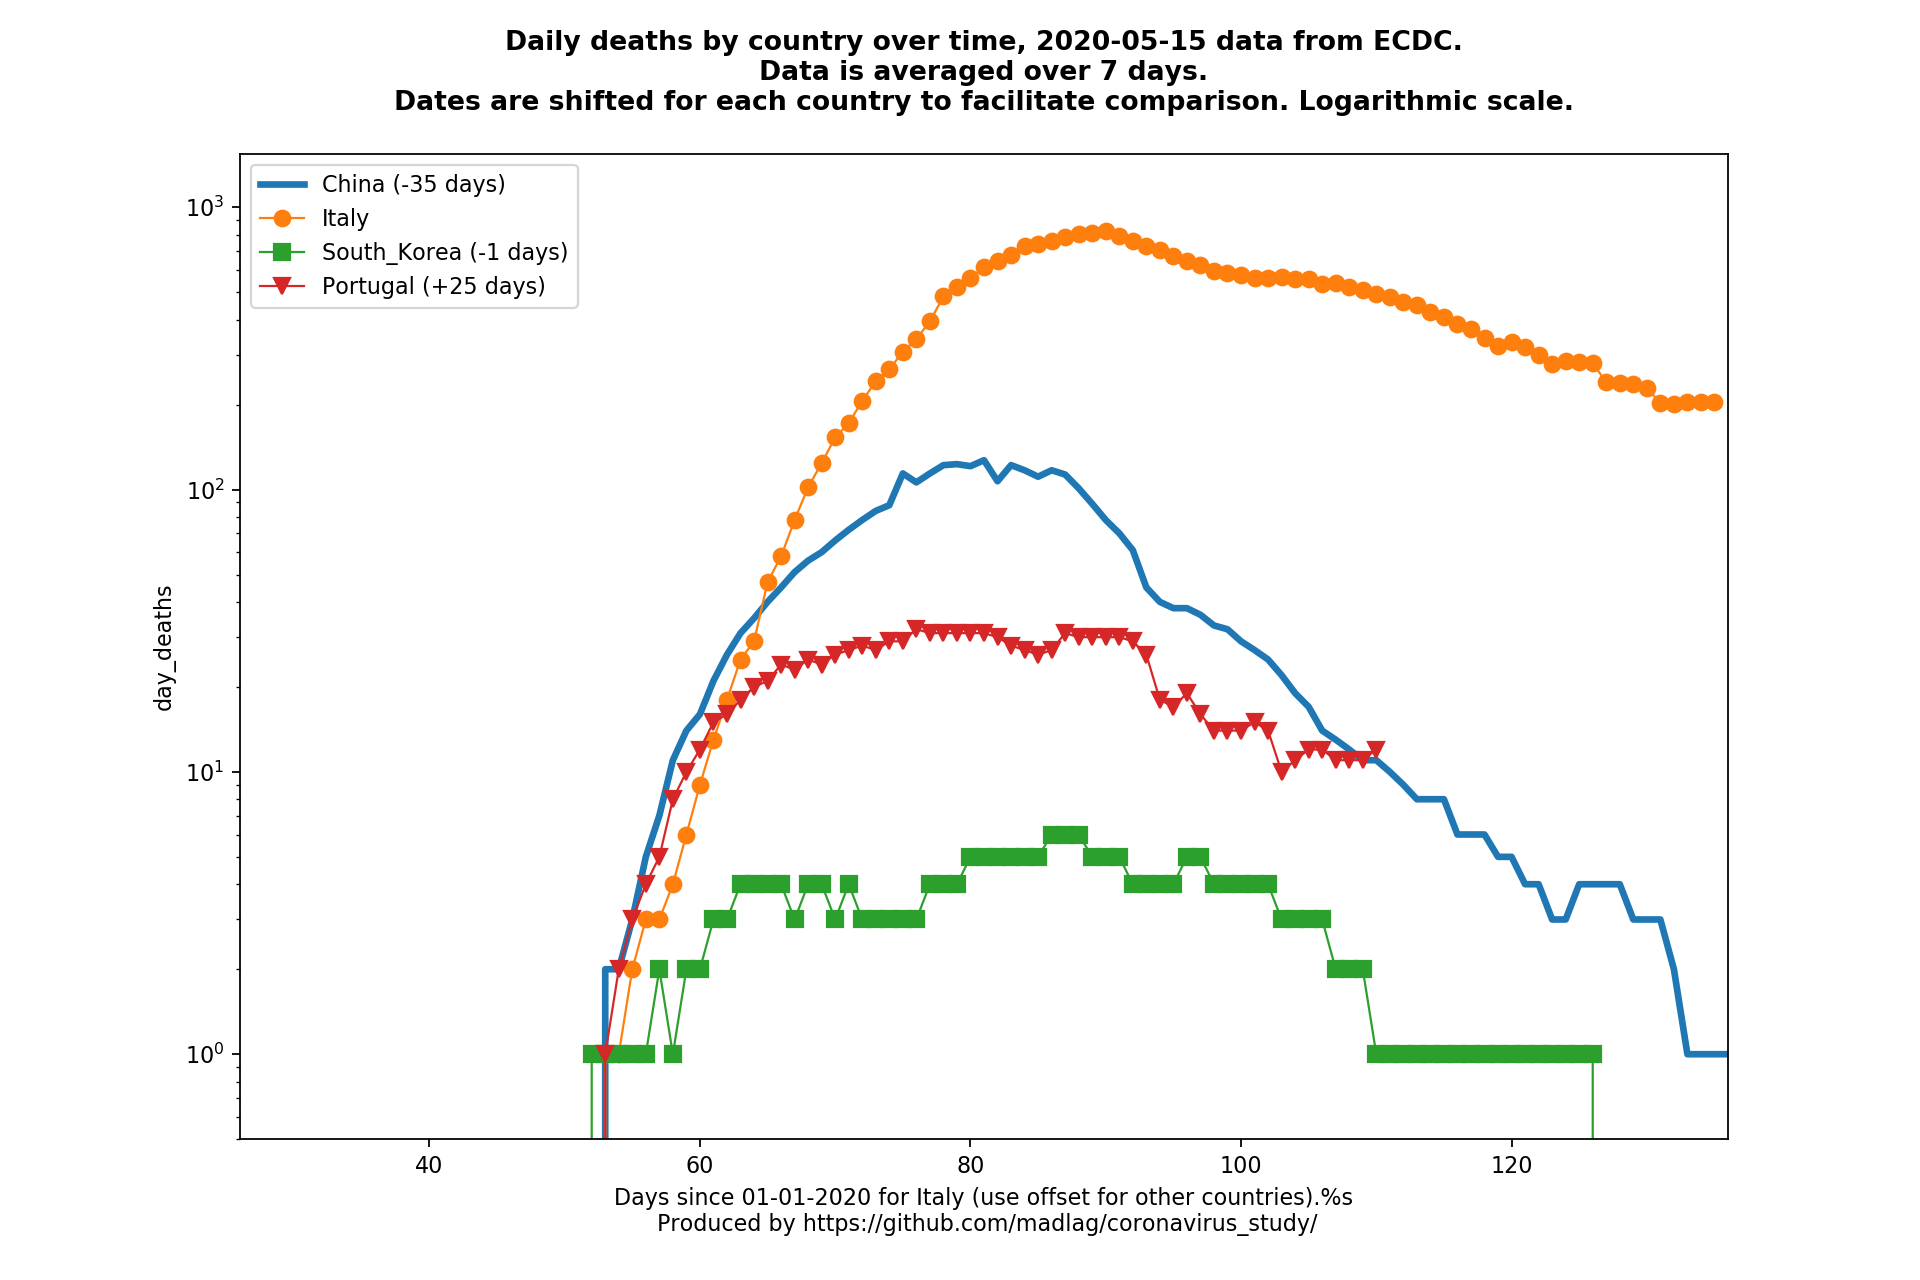 Daily deaths by country over time, 2020-05-15 data from ECDC.
Data is averaged over 7 days.
Dates are shifted for each country to facilitate comparison. Logarithmic scale.
China (-35 days)
Italy
South_Korea (-1 days)
Portugal (+25 days)
10³
10²
10¹
10⁰
day_deaths
40 60 80 100 120
Days since 01-01-2020 for Italy (use offset for other countries).%s
Produced by https://github.com/madlag/coronavirus_study/